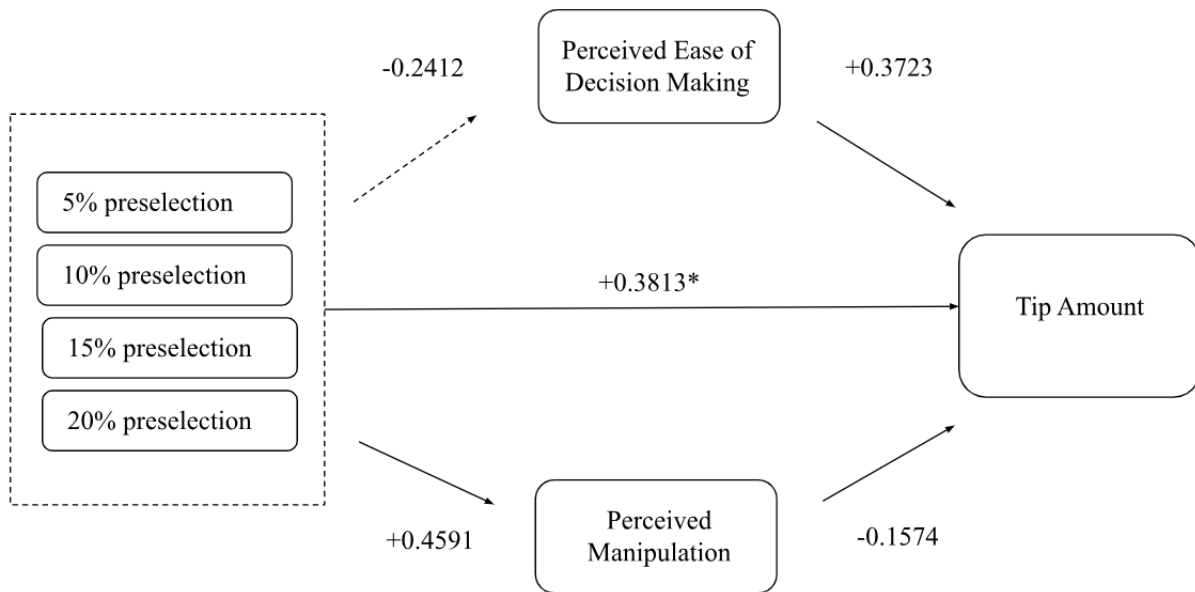 Perceived Ease of
Decision Making
-0.2412
+0.3723
5% preselection
10% preselection
15% preselection
20% preselection
+0.3813*
Tip Amount
Perceived
Manipulation
+0.4591
-0.1574